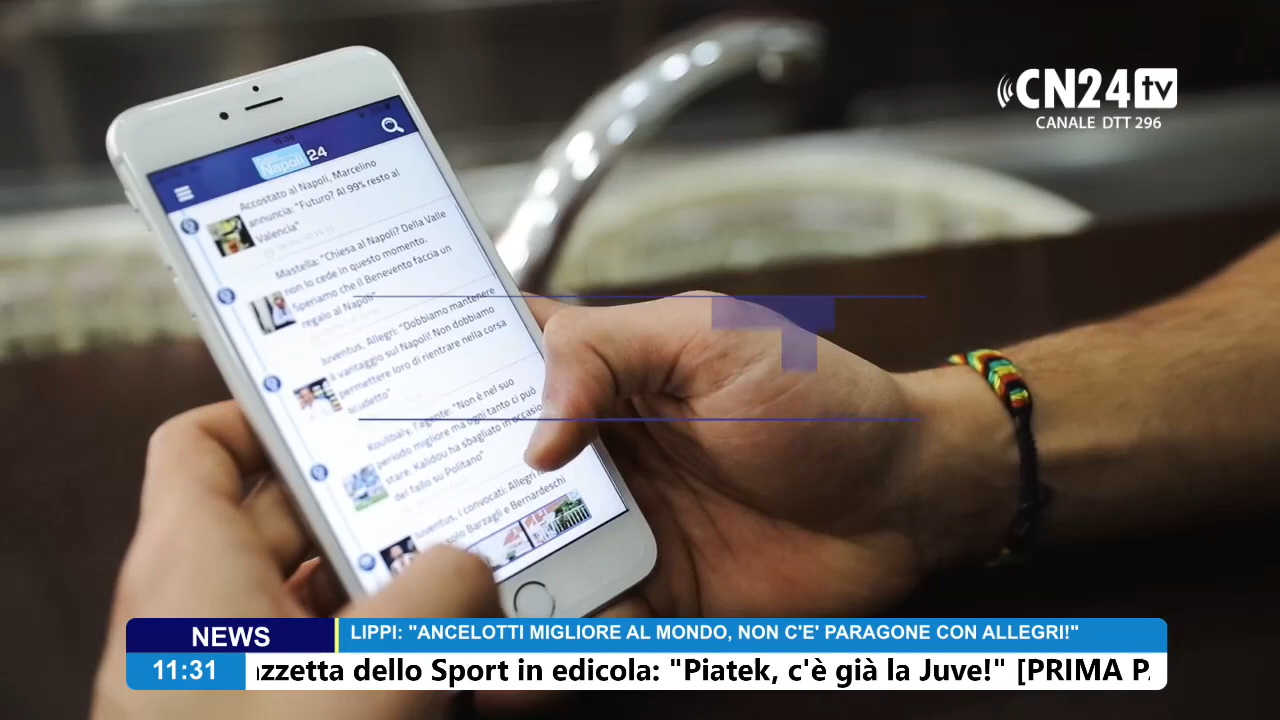 CN24 tv
CANALE DTT 296
Napoli 24
Accostato al Napoli, Marcelino
annuncia: "Futuro? Al 99% resto al
Valencia"
Mastella: "Chiesa al Napoli? Della Valle
non lo cede in questo momento.
Speriamo che il Benevento faccia un
regalo al Napoli"
Juventus, Allegri: "Dobbiamo mantenere
il vantaggio sul Napoli! Non dobbiamo
permettere loro di rientrare nella corsa
scudetto"
Koulibaly, l'agente: "Non è nel suo
periodo migliore ma ogni tanto ci può
stare. Kalidou ha sbagliato in occasio
del fallo su Politano"
Juventus, i convocati: Allegri
Barzagli e Bernardeschi
NEWS
LIPPI: "ANCELOTTI MIGLIORE AL MONDO, NON C'E' PARAGONE CON ALLEGRI!"
11:31
azzetta dello Sport in edicola: "Piatek, c'è già la Juve!" [PRIMA PA